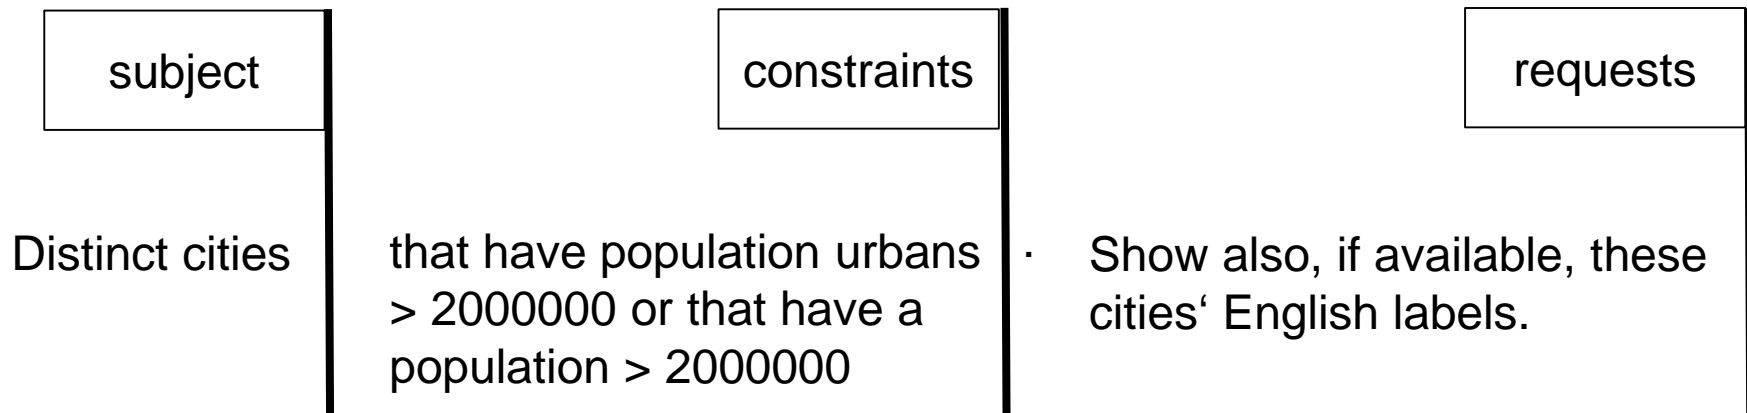 subject
constraints
requests
Distinct cities
that have population urbans
> 2000000 or that have a
population > 2000000
·
Show also, if available, these
cities‘ English labels.